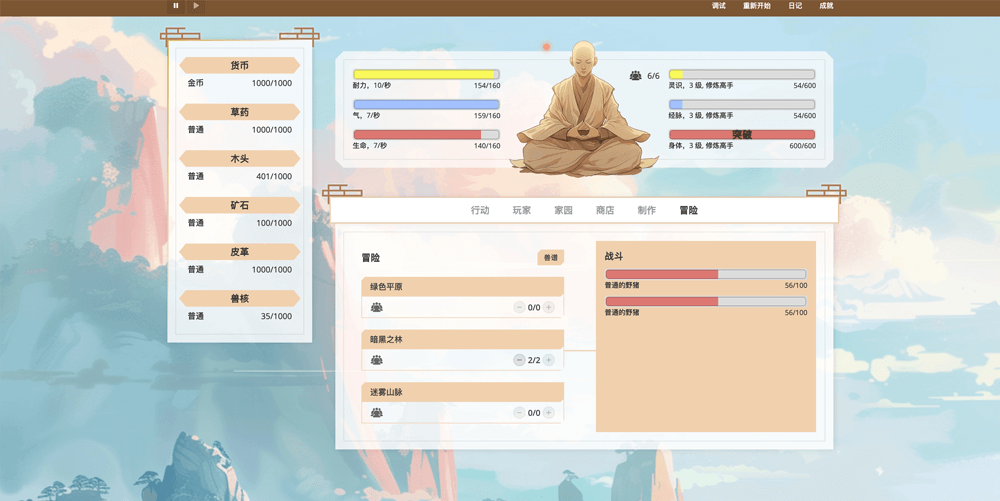 调试 重新开始 日记 成就
货币
金币 1000/1000
草药
普通 1000/1000
木头
普通 401/1000
矿石
普通 100/1000
皮革
普通 1000/1000
兽核
普通 35/1000
耐力，10/秒 154/160
气，7/秒 159/160
生命，7/秒 140/160
6/6
灵识，3 级, 修炼高手 54/600
经脉，3 级, 修炼高手 54/600
突破
身体，3 级, 修炼高手 600/600
行动 玩家 家园 商店 制作 冒险
冒险 兽谱
绿色平原
0/0
暗黑之林
2/2
迷雾山脉
0/0
战斗
普通的野猪 56/100
普通的野猪 56/100